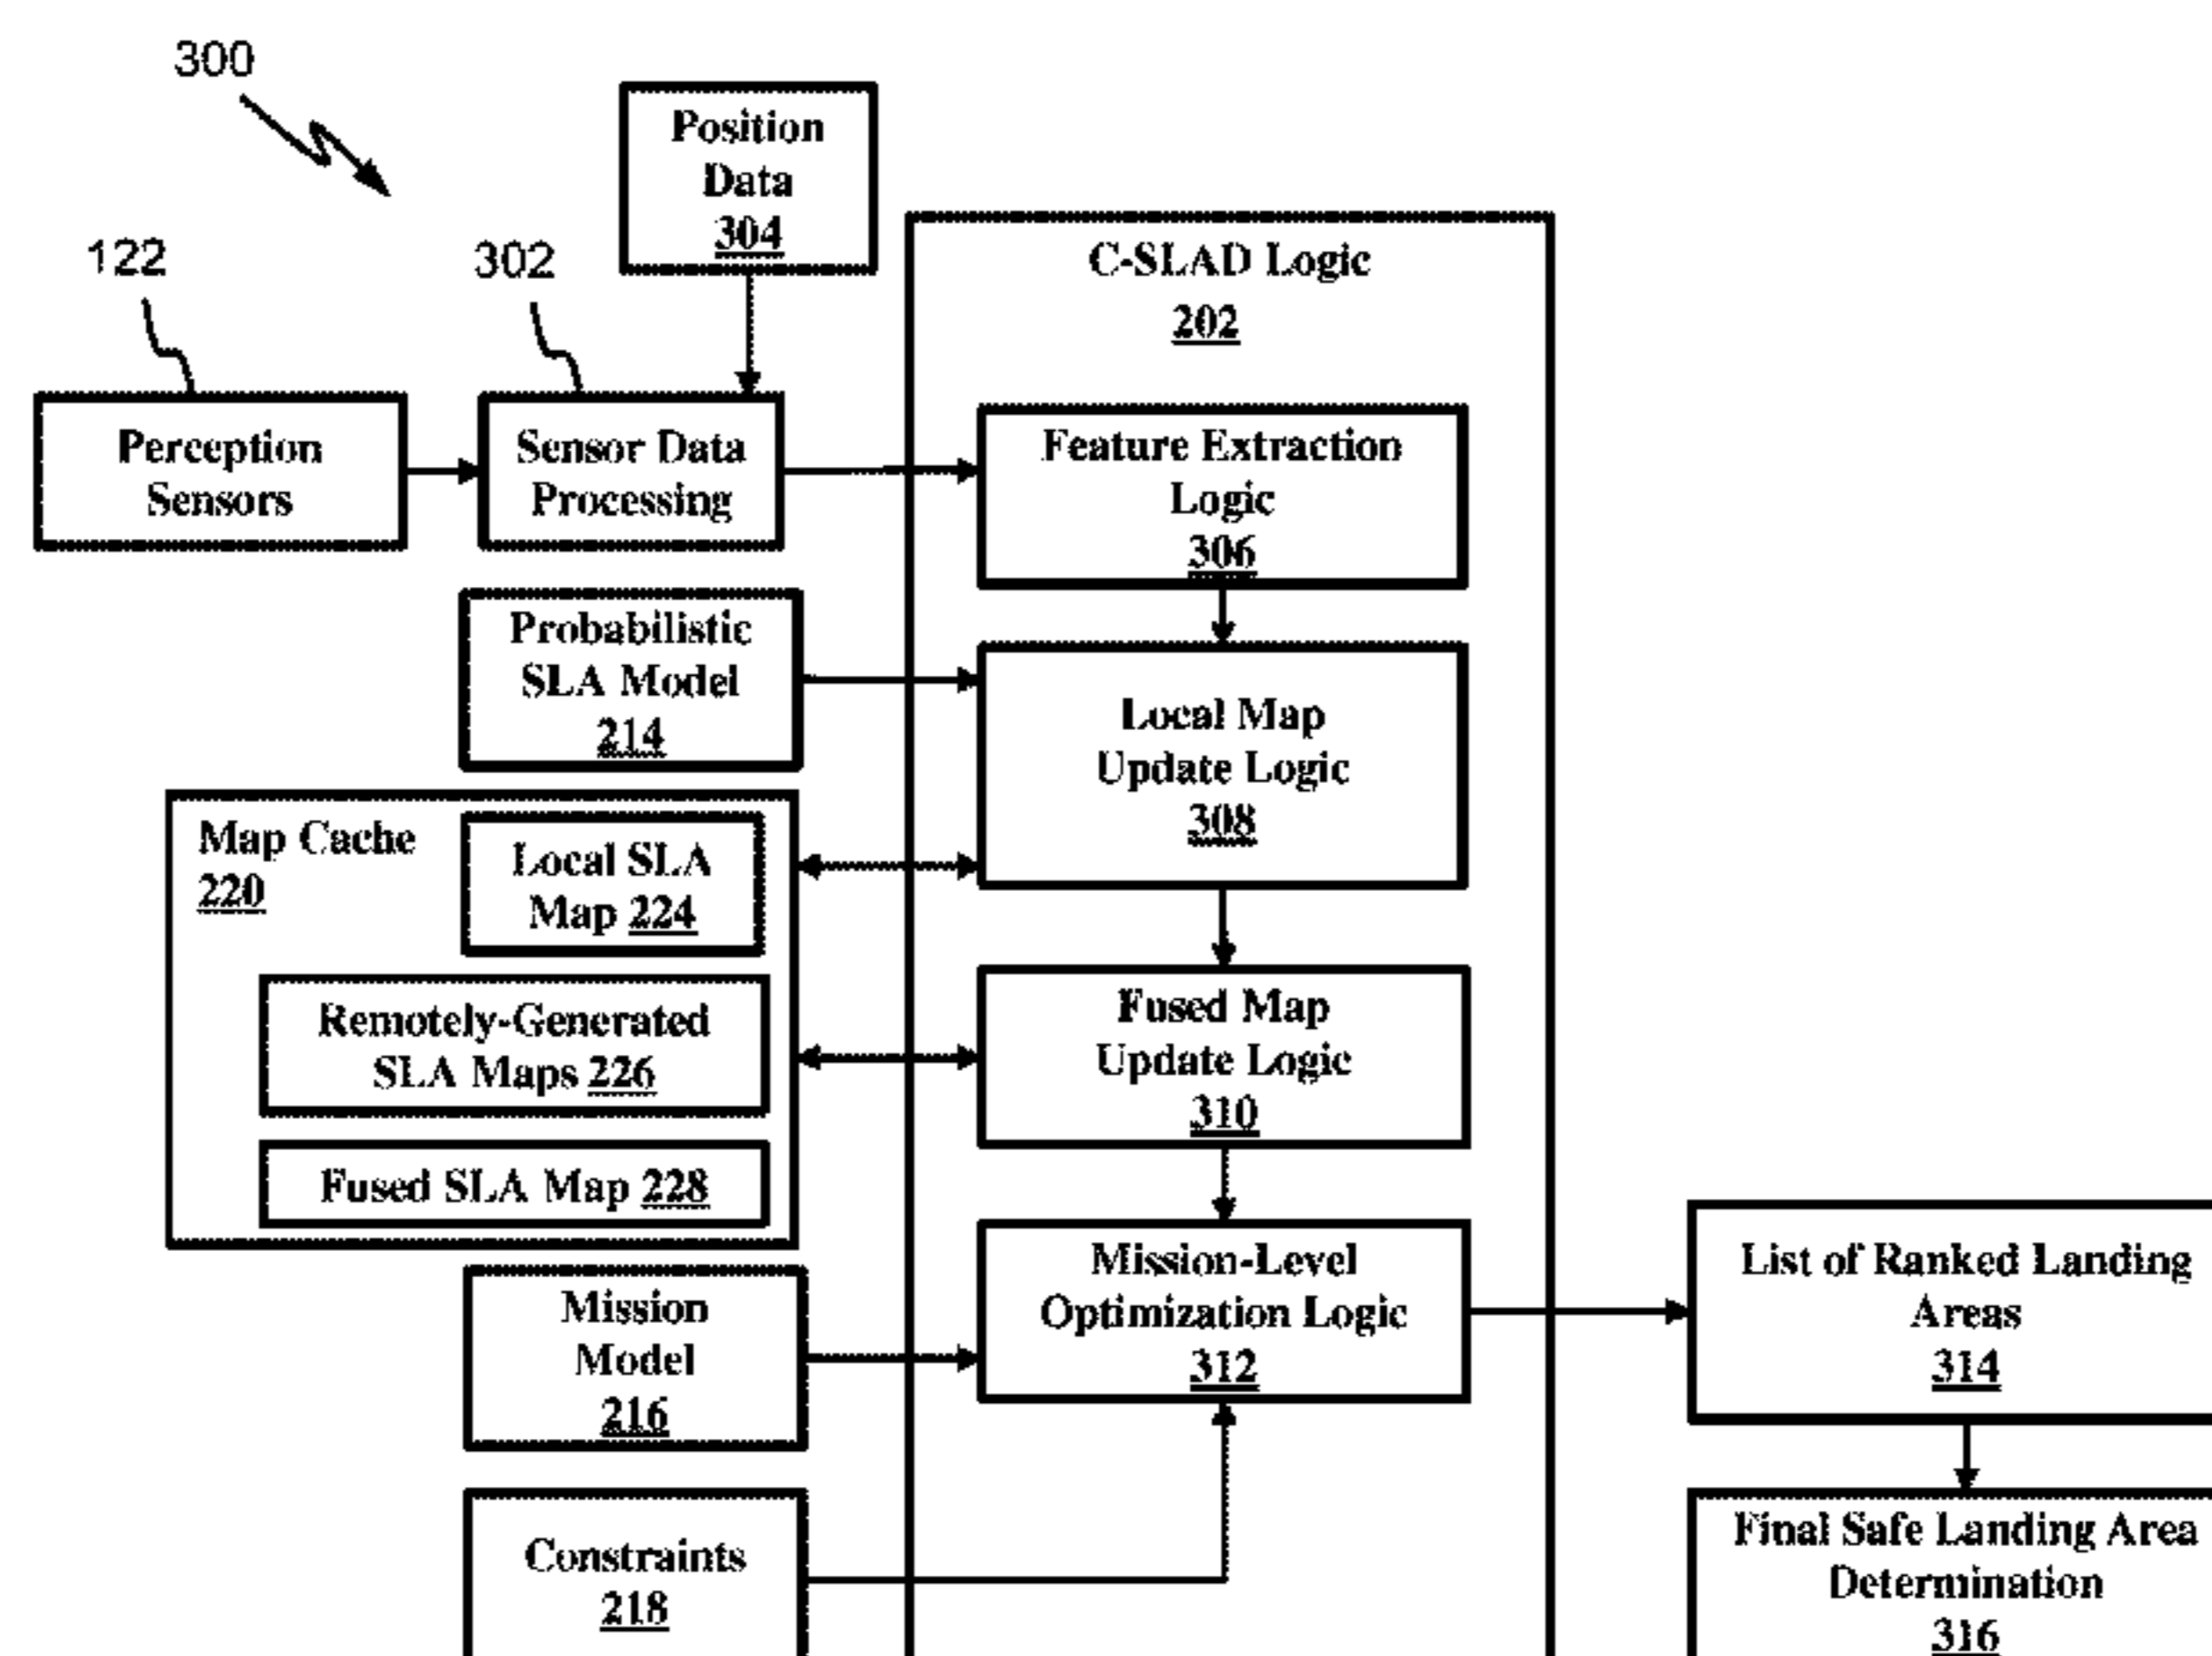 300
Position
Data
304
122
302
C-SLAD Logic
202
Perception
Sensors
Sensor Data
Processing
Feature Extraction
Logic
306
Probabilistic
SLA Model
214
Local Map
Update Logic
308
Map Cache
220
Local SLA
Map 224
Remotely-Generated
SLA Maps 226
Fused SLA Map 228
Fused Map
Update Logic
310
Mission
Model
216
Mission-Level
Optimization Logic
312
List of Ranked Landing
Areas
314
Constraints
218
Final Safe Landing Area
Determination
316